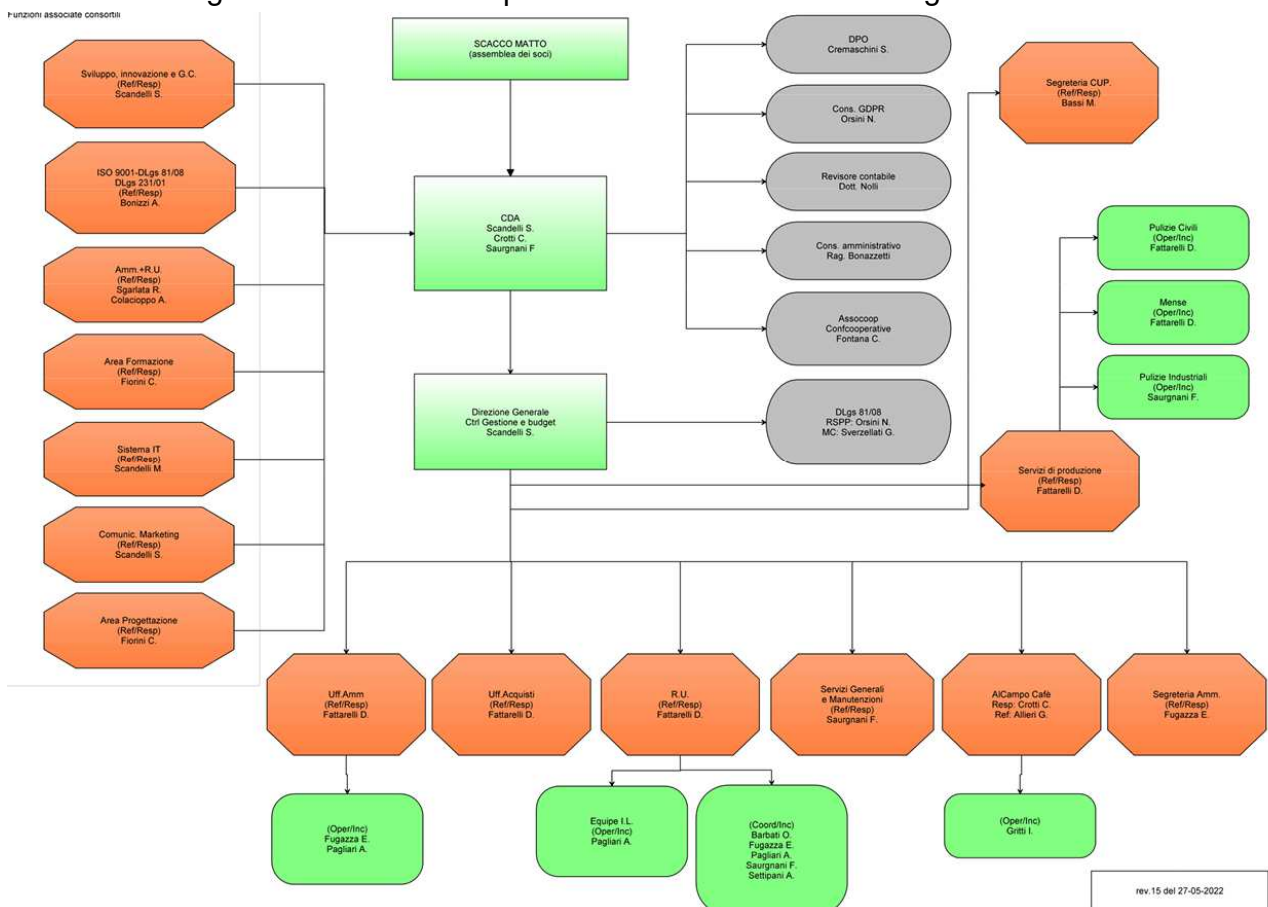 Funzioni associate consortili
SCACCO MATTO
(assemblea dei soci)
DPO
Cremaschini S.
Sviluppo, innovazione e G.C.
(Ref/Resp)
Scandelli S.
Segreteria CUP.
(Ref/Resp)
Bassi M.
Cons. GDPR
Orsini N.
ISO 9001-DLgs 81/08
DLgs 231/01
(Ref/Resp)
Bonizzi A.
Revisore contabile
Dott. Nolli
CDA
Scandelli S.
Crotti C.
Saurgnani F
Pulizie Civili
(Oper/Inc)
Fattarelli D.
Cons. amministrativo
Rag. Bonazzetti
Amm.+R.U.
(Ref/Resp)
Sgarlata R.
Colacioppo A.
Mense
(Oper/Inc)
Fattarelli D.
Assocoop
Confcooperative
Fontana C.
Area Formazione
(Ref/Resp)
Fiorini C.
Pulizie Industriali
(Oper/Inc)
Saurgnani F.
Direzione Generale
Ctrl Gestione e budget
Scandelli S.
DLgs 81/08
RSPP: Orsini N.
MC: Sverzellati G.
Sistema IT
(Ref/Resp)
Scandelli M.
Servizi di produzione
(Ref/Resp)
Fattarelli D.
Comunic. Marketing
(Ref/Resp)
Scandelli S.
Area Progettazione
(Ref/Resp)
Fiorini C.
Uff.Amm
(Ref/Resp)
Fattarelli D.
Uff.Acquisti
(Ref/Resp)
Fattarelli D.
R.U.
(Ref/Resp)
Fattarelli D.
Servizi Generali
e Manutenzioni
(Ref/Resp)
Saurgnani F.
AlCampo Cafè
Resp: Crotti C.
Ref: Allieri G.
Segreteria Amm.
(Ref/Resp)
Fugazza E.
(Oper/Inc)
Fugazza E.
Pagliari A.
Equipe I.L.
(Oper/Inc)
Pagliari A.
(Coord/Inc)
Barbati O.
Fugazza E.
Pagliari A.
Saurgnani F.
Settipani A.
(Oper/Inc)
Gritti I.
rev.15 del 27-05-2022